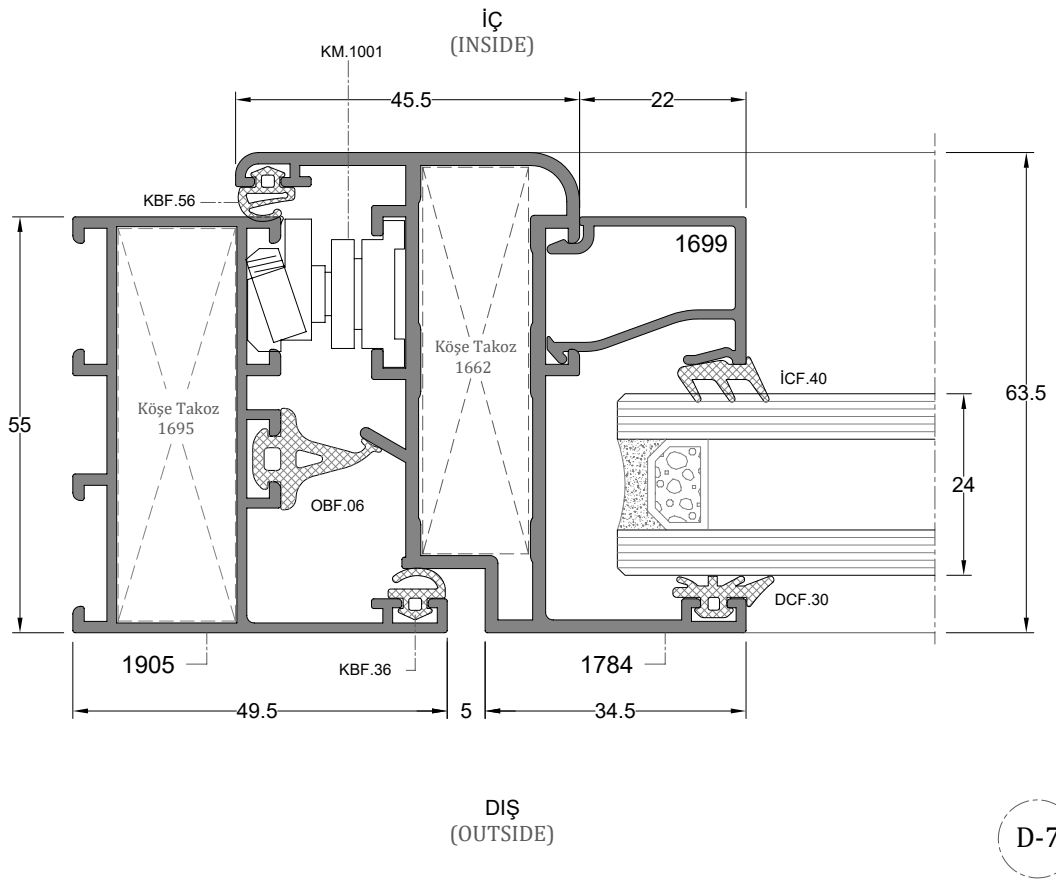 İÇ
(INSIDE)
KM.1001
45.5
22
KBF.56
1699
Köşe Takoz
1662
İCF.40
63.5
55
Köşe Takoz
1695
24
OBF.06
DCF.30
1905
KBF.36
1784
49.5
5
34.5
DIŞ
(OUTSIDE)
D-7